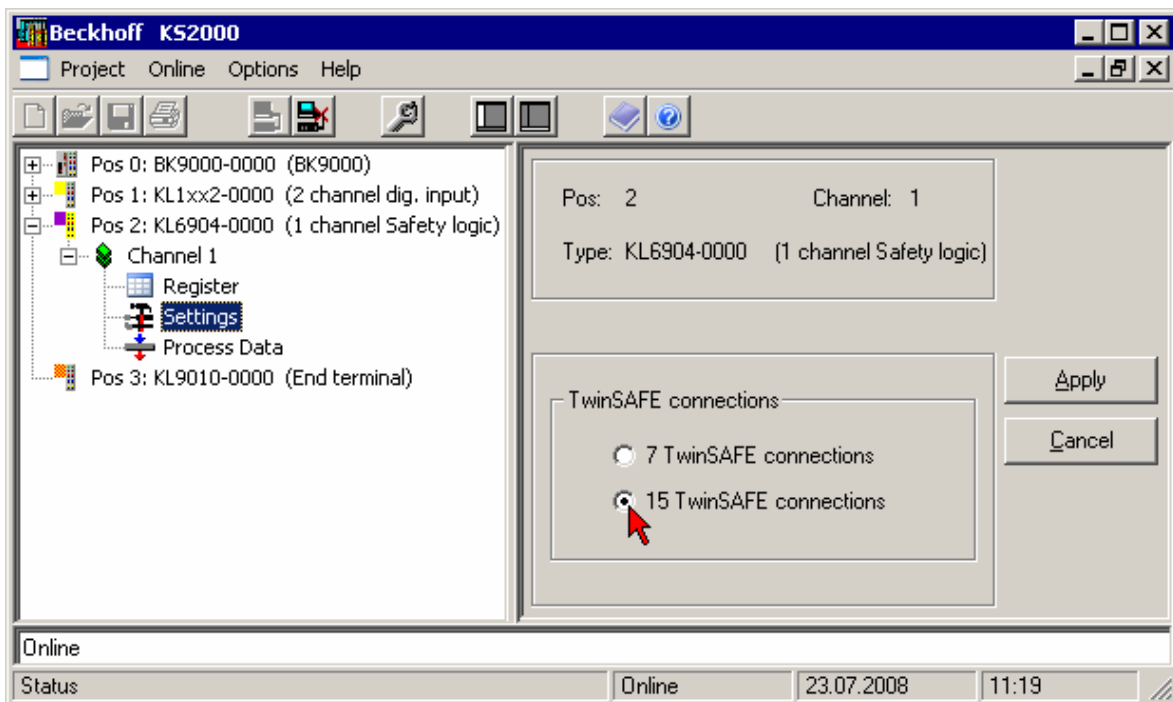 Beckhoff KS2000
Project Online Options Help
Pos 0: BK9000-0000 (BK9000)
Pos 1: KL1xx2-0000 (2 channel dig. input)
Pos 2: KL6904-0000 (1 channel Safety logic)
Channel 1
Register
Settings
Process Data
Pos 3: KL9010-0000 (End terminal)
Pos: 2 Channel: 1
Type: KL6904-0000 (1 channel Safety logic)
TwinSAFE connections
7 TwinSAFE connections
15 TwinSAFE connections
Apply
Cancel
Online
Status Online 23.07.2008 11:19